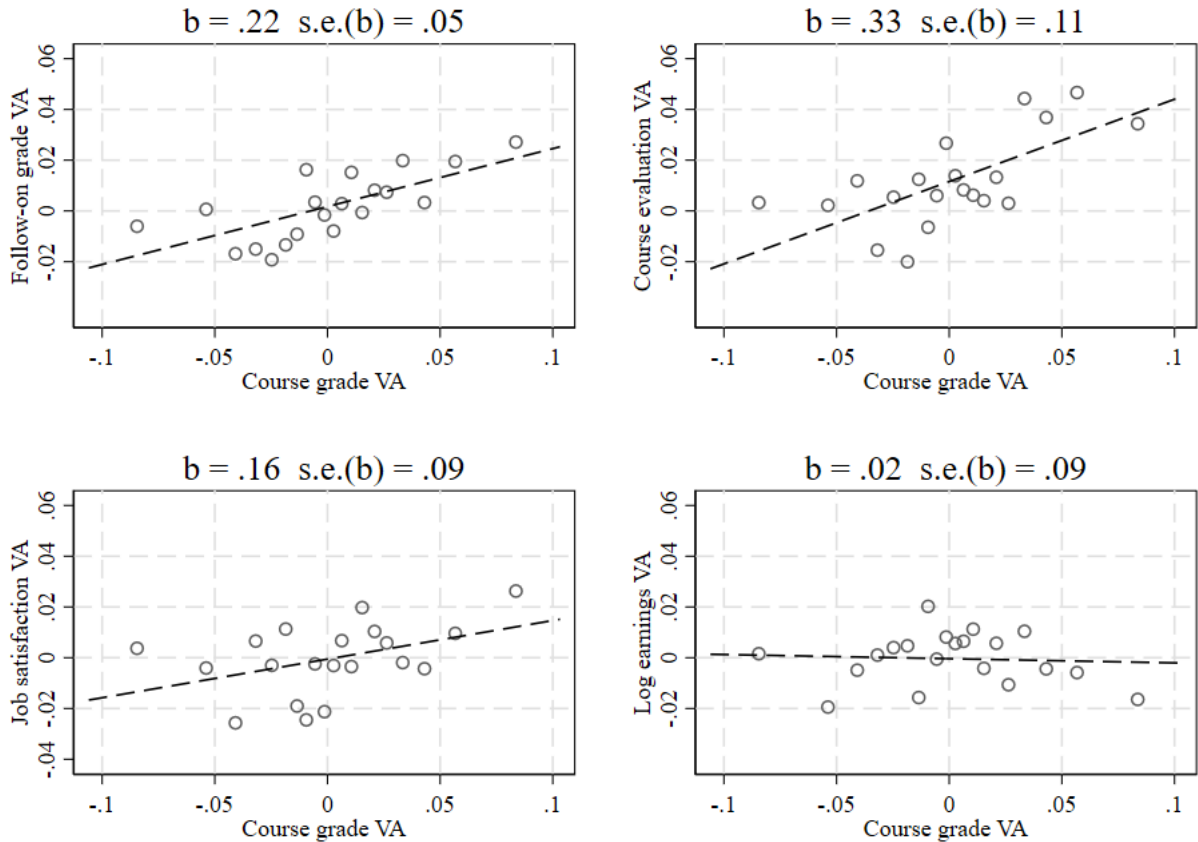 b = .22 s.e.(b) = .05
Follow-on grade VA
.06
.04
.02
0
-.02
-.1 -.05 0 .05 .1
Course grade VA
b = .33 s.e.(b) = .11
Course evaluation VA
.06
.04
.02
0
-.02
-.1 -.05 0 .05 .1
Course grade VA
b = .16 s.e.(b) = .09
Job satisfaction VA
.06
.04
.02
0
-.02
-.04
-.1 -.05 0 .05 .1
Course grade VA
b = .02 s.e.(b) = .09
Log earnings VA
.06
.04
.02
0
-.02
-.1 -.05 0 .05 .1
Course grade VA